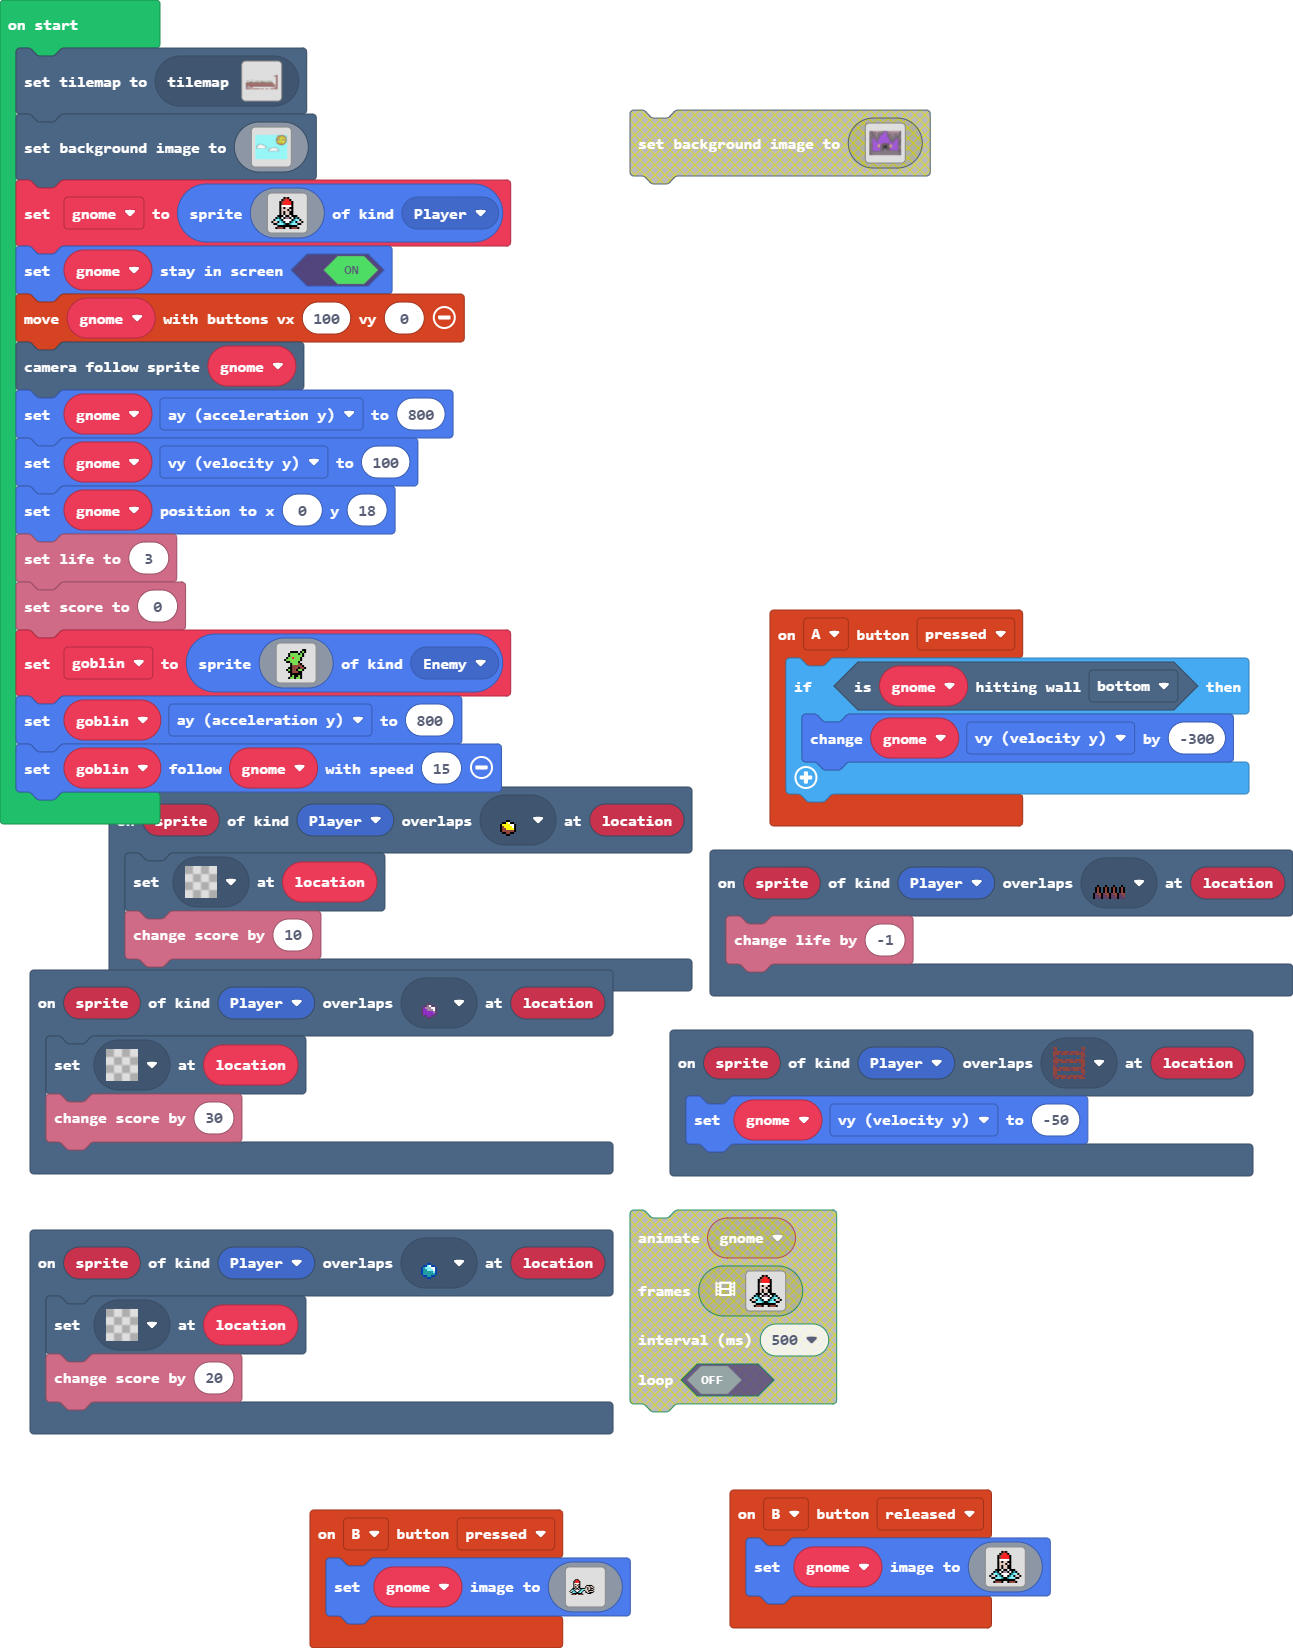 on start
set tilemap to tilemap
set background image to
set background image to
set gnome to sprite of kind Player
set gnome stay in screen ON
move gnome with buttons vx 100 vy 0
camera follow sprite gnome
set gnome ay (acceleration y) to 800
set gnome vy (velocity y) to 100
set gnome position to x 0 y 18
set life to 3
set score to 0
set goblin to sprite of kind Enemy
set goblin ay (acceleration y) to 800
set goblin follow gnome with speed 15
on A button pressed
if is gnome hitting wall bottom then
change gnome vy (velocity y) by -300
on sprite of kind Player overlaps at location
set at location
change score by 10
on sprite of kind Player overlaps at location
change life by -1
on sprite of kind Player overlaps at location
set at location
change score by 30
on sprite of kind Player overlaps at location
set gnome vy (velocity y) to -50
on sprite of kind Player overlaps at location
set at location
change score by 20
animate gnome
frames
interval (ms) 500
loop OFF
on B button pressed
set gnome image to
on B button released
set gnome image to